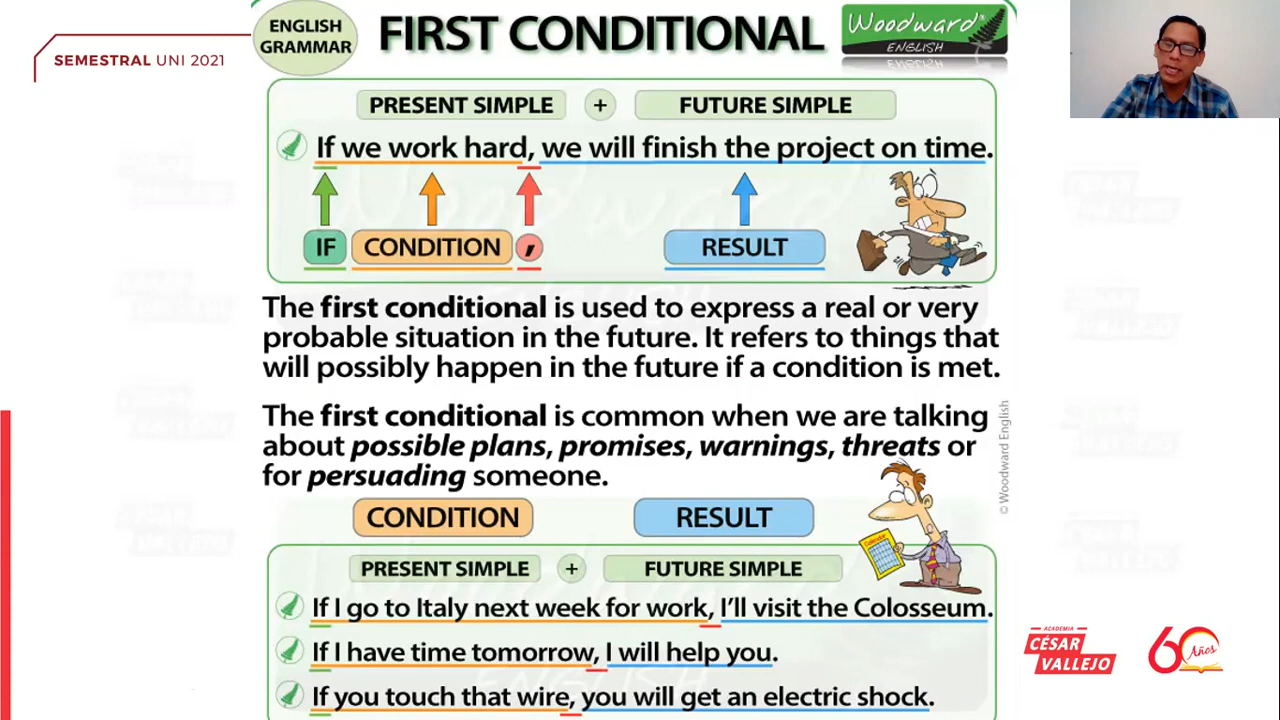 SEMESTRAL UNI 2021
ENGLISH
GRAMMAR
FIRST CONDITIONAL
Woodward
ENGLISH
PRESENT SIMPLE + FUTURE SIMPLE
If we work hard, we will finish the project on time.
IF CONDITION , RESULT
The first conditional is used to express a real or very
probable situation in the future. It refers to things that
will possibly happen in the future if a condition is met.
The first conditional is common when we are talking
about possible plans, promises, warnings, threats or
for persuading someone.
© Woodward English
CONDITION RESULT
Calendar
PRESENT SIMPLE + FUTURE SIMPLE
If I go to Italy next week for work, I'll visit the Colosseum.
If I have time tomorrow, I will help you.
If you touch that wire, you will get an electric shock.
ACADEMIA
CÉSAR
VALLEJO
60 Años